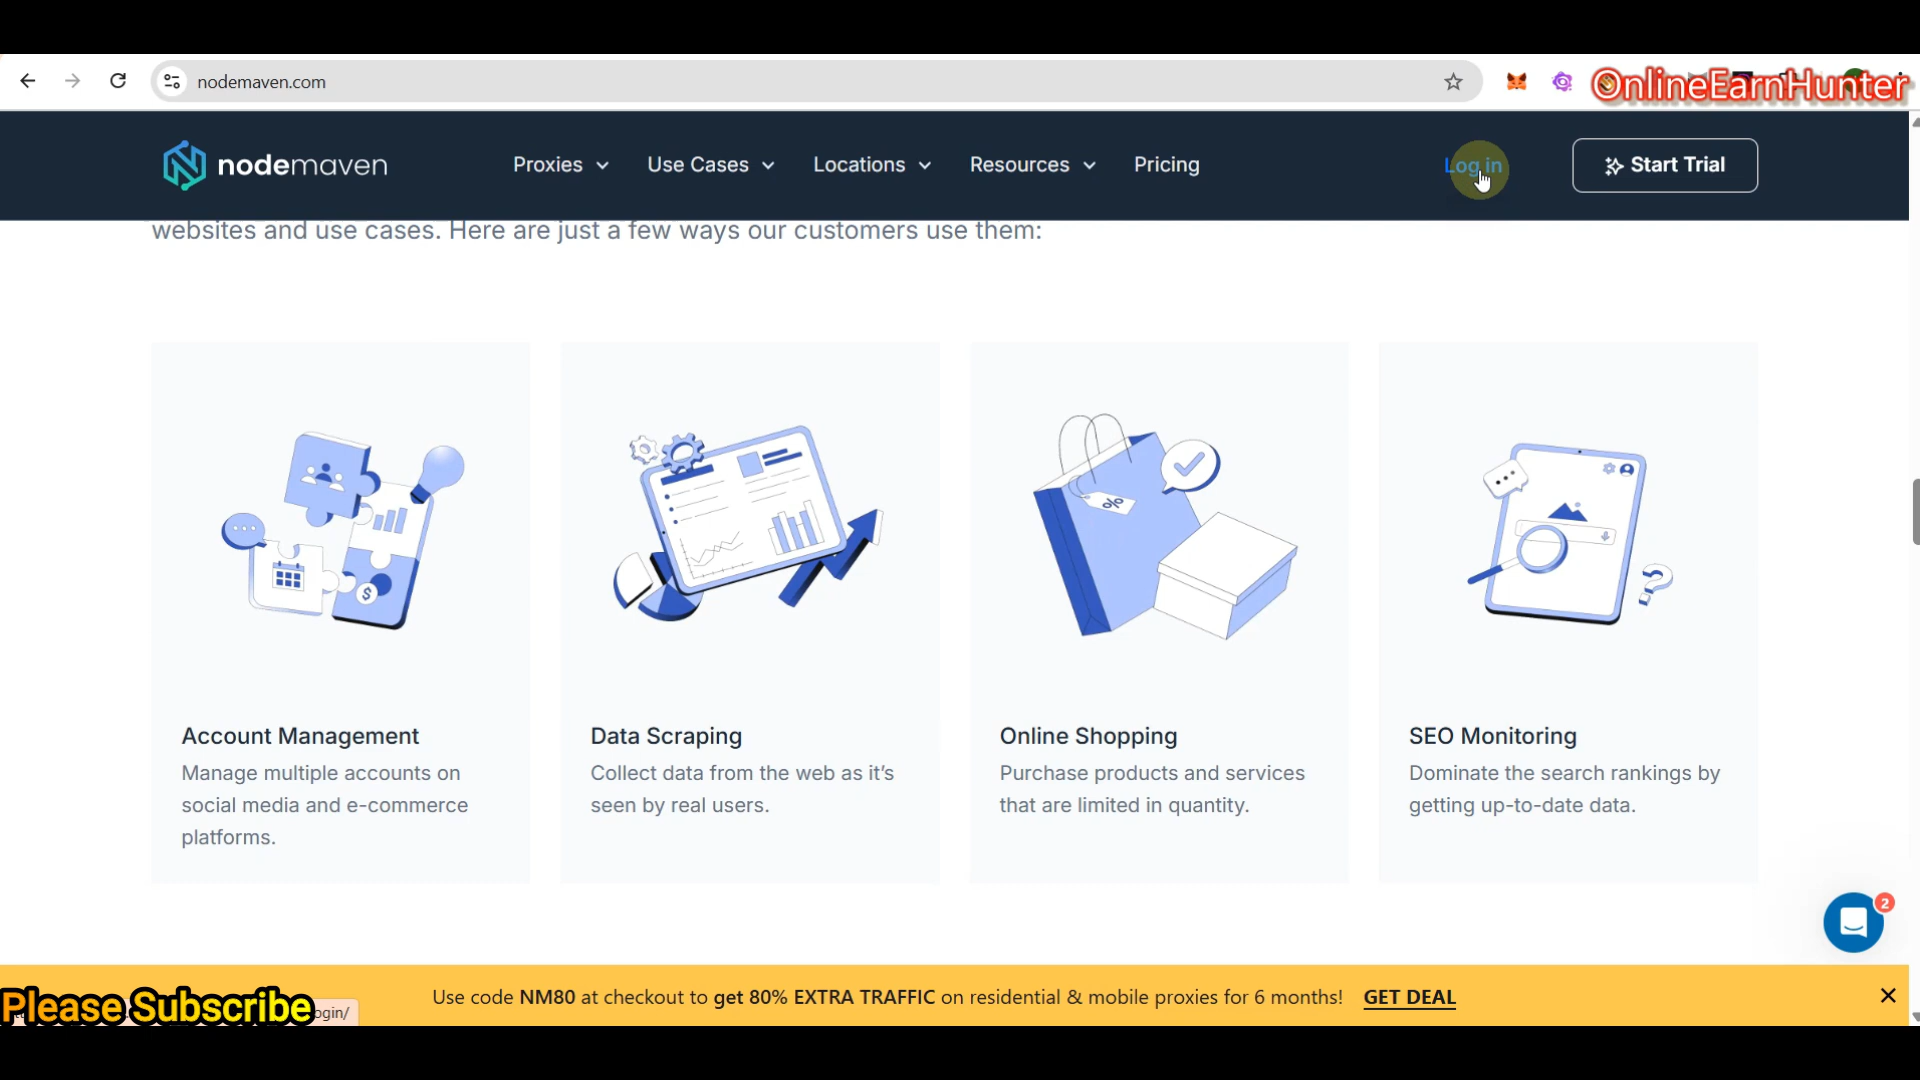 nodemaven.com
OnlineEarnHunter
nodemaven
Proxies
Use Cases
Locations
Resources
Pricing
Log in
Start Trial
websites and use cases. Here are just a few ways our customers use them:
%
$
?
Account Management
Manage multiple accounts on
social media and e-commerce
platforms.
Data Scraping
Collect data from the web as it's
seen by real users.
Online Shopping
Purchase products and services
that are limited in quantity.
SEO Monitoring
Dominate the search rankings by
getting up-to-date data.
2
Use code NM80 at checkout to get 80% EXTRA TRAFFIC on residential & mobile proxies for 6 months! GET DEAL
Please Subscribe
ogin/